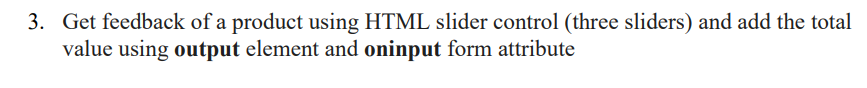 3. Get feedback of a product using HTML slider control (three sliders) and add the total
value using output element and oninput form attribute